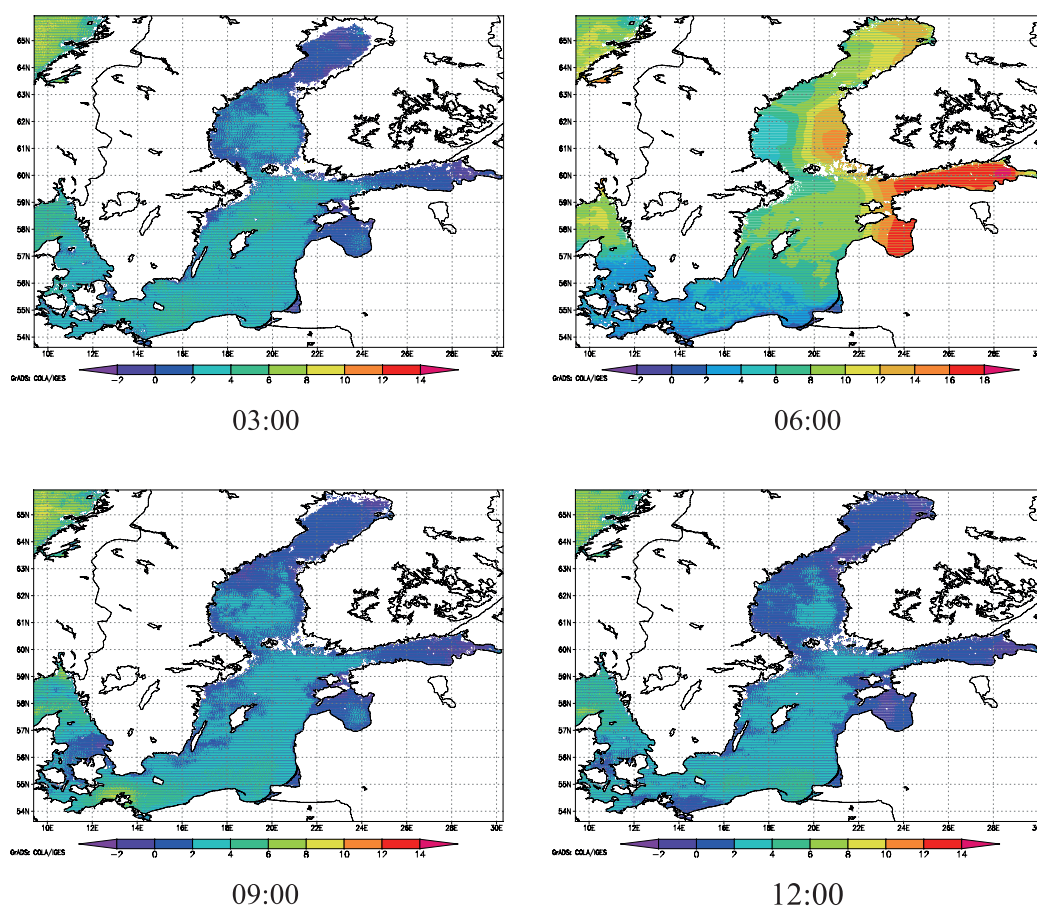 65N
64N
63N
62N
61N
60N
59N
58N
57N
56N
55N
54N
10E 12E 14E 16E 18E 20E 22E 24E 26E 28E 30E
GrADS: COLA/IGES
−2 0 2 4 6 8 10 12 14
03:00
65N
64N
63N
62N
61N
60N
59N
58N
57N
56N
55N
54N
10E 12E 14E 16E 18E 20E 22E 24E 26E 28E 30E
GrADS: COLA/IGES
−2 0 2 4 6 8 10 12 14 16 18
06:00
65N
64N
63N
62N
61N
60N
59N
58N
57N
56N
55N
54N
10E 12E 14E 16E 18E 20E 22E 24E 26E 28E 30E
GrADS: COLA/IGES
−2 0 2 4 6 8 10 12 14
09:00
65N
64N
63N
62N
61N
60N
59N
58N
57N
56N
55N
54N
10E 12E 14E 16E 18E 20E 22E 24E 26E 28E 30E
GrADS: COLA/IGES
−2 0 2 4 6 8 10 12 14
12:00